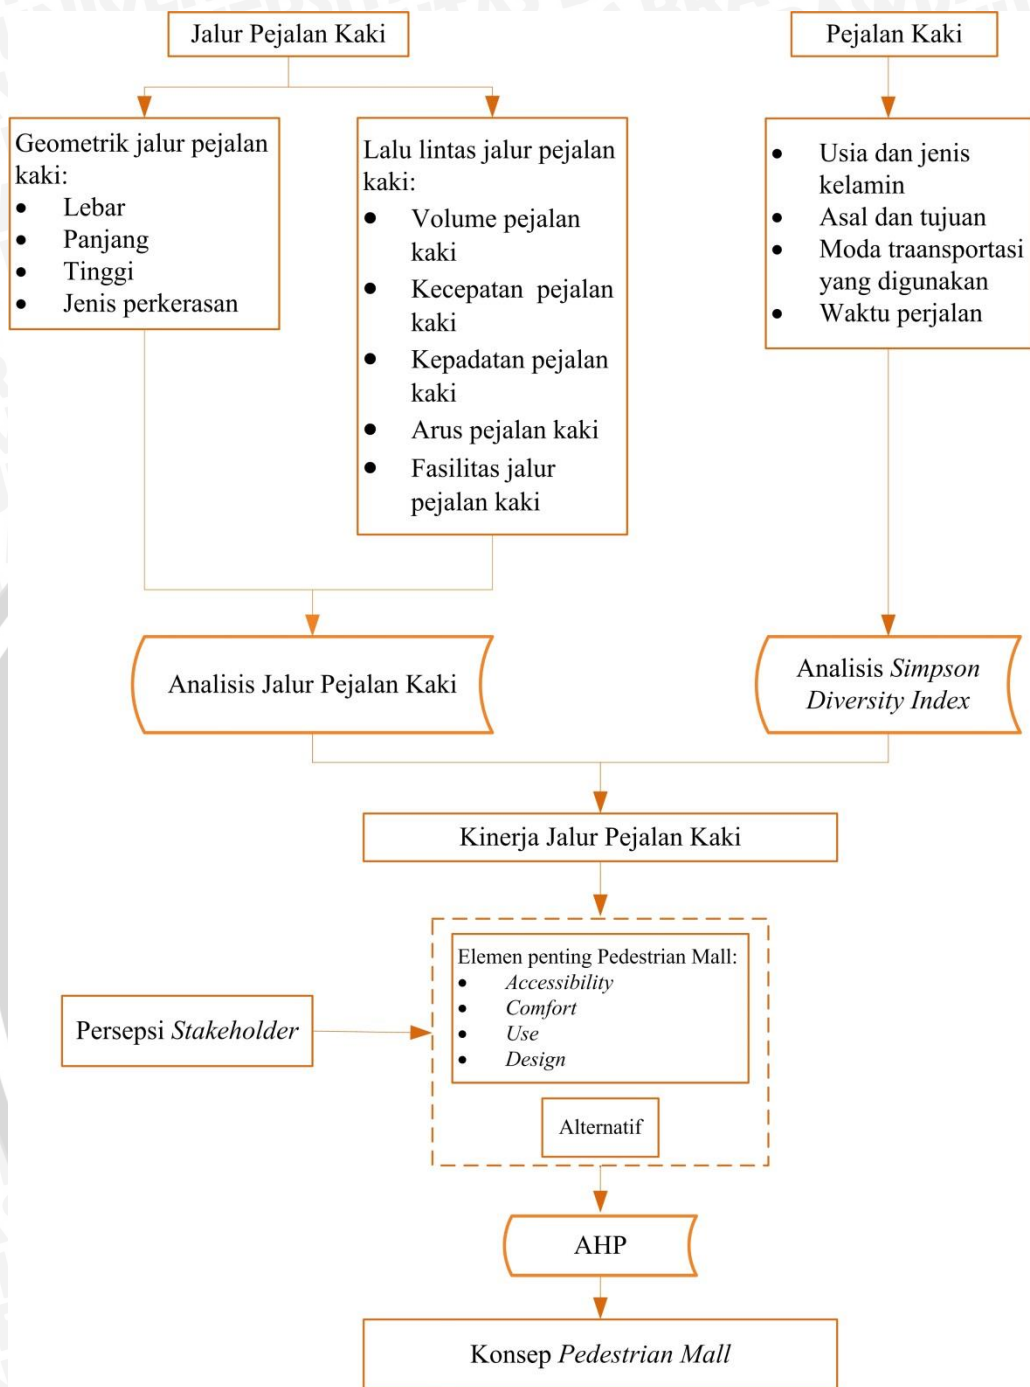 Jalur Pejalan Kaki
Pejalan Kaki
Geometrik jalur pejalan
kaki:
• Lebar
• Panjang
• Tinggi
• Jenis perkerasan
Lalu lintas jalur pejalan
kaki:
• Volume pejalan
kaki
• Kecepatan pejalan
kaki
• Kepadatan pejalan
kaki
• Arus pejalan kaki
• Fasilitas jalur
pejalan kaki
• Usia dan jenis
kelamin
• Asal dan tujuan
• Moda traansportasi
yang digunakan
• Waktu perjalan
Analisis Jalur Pejalan Kaki
Analisis Simpson
Diversity Index
Kinerja Jalur Pejalan Kaki
Elemen penting Pedestrian Mall:
• Accessibility
• Comfort
• Use
• Design
Persepsi Stakeholder
Alternatif
AHP
Konsep Pedestrian Mall